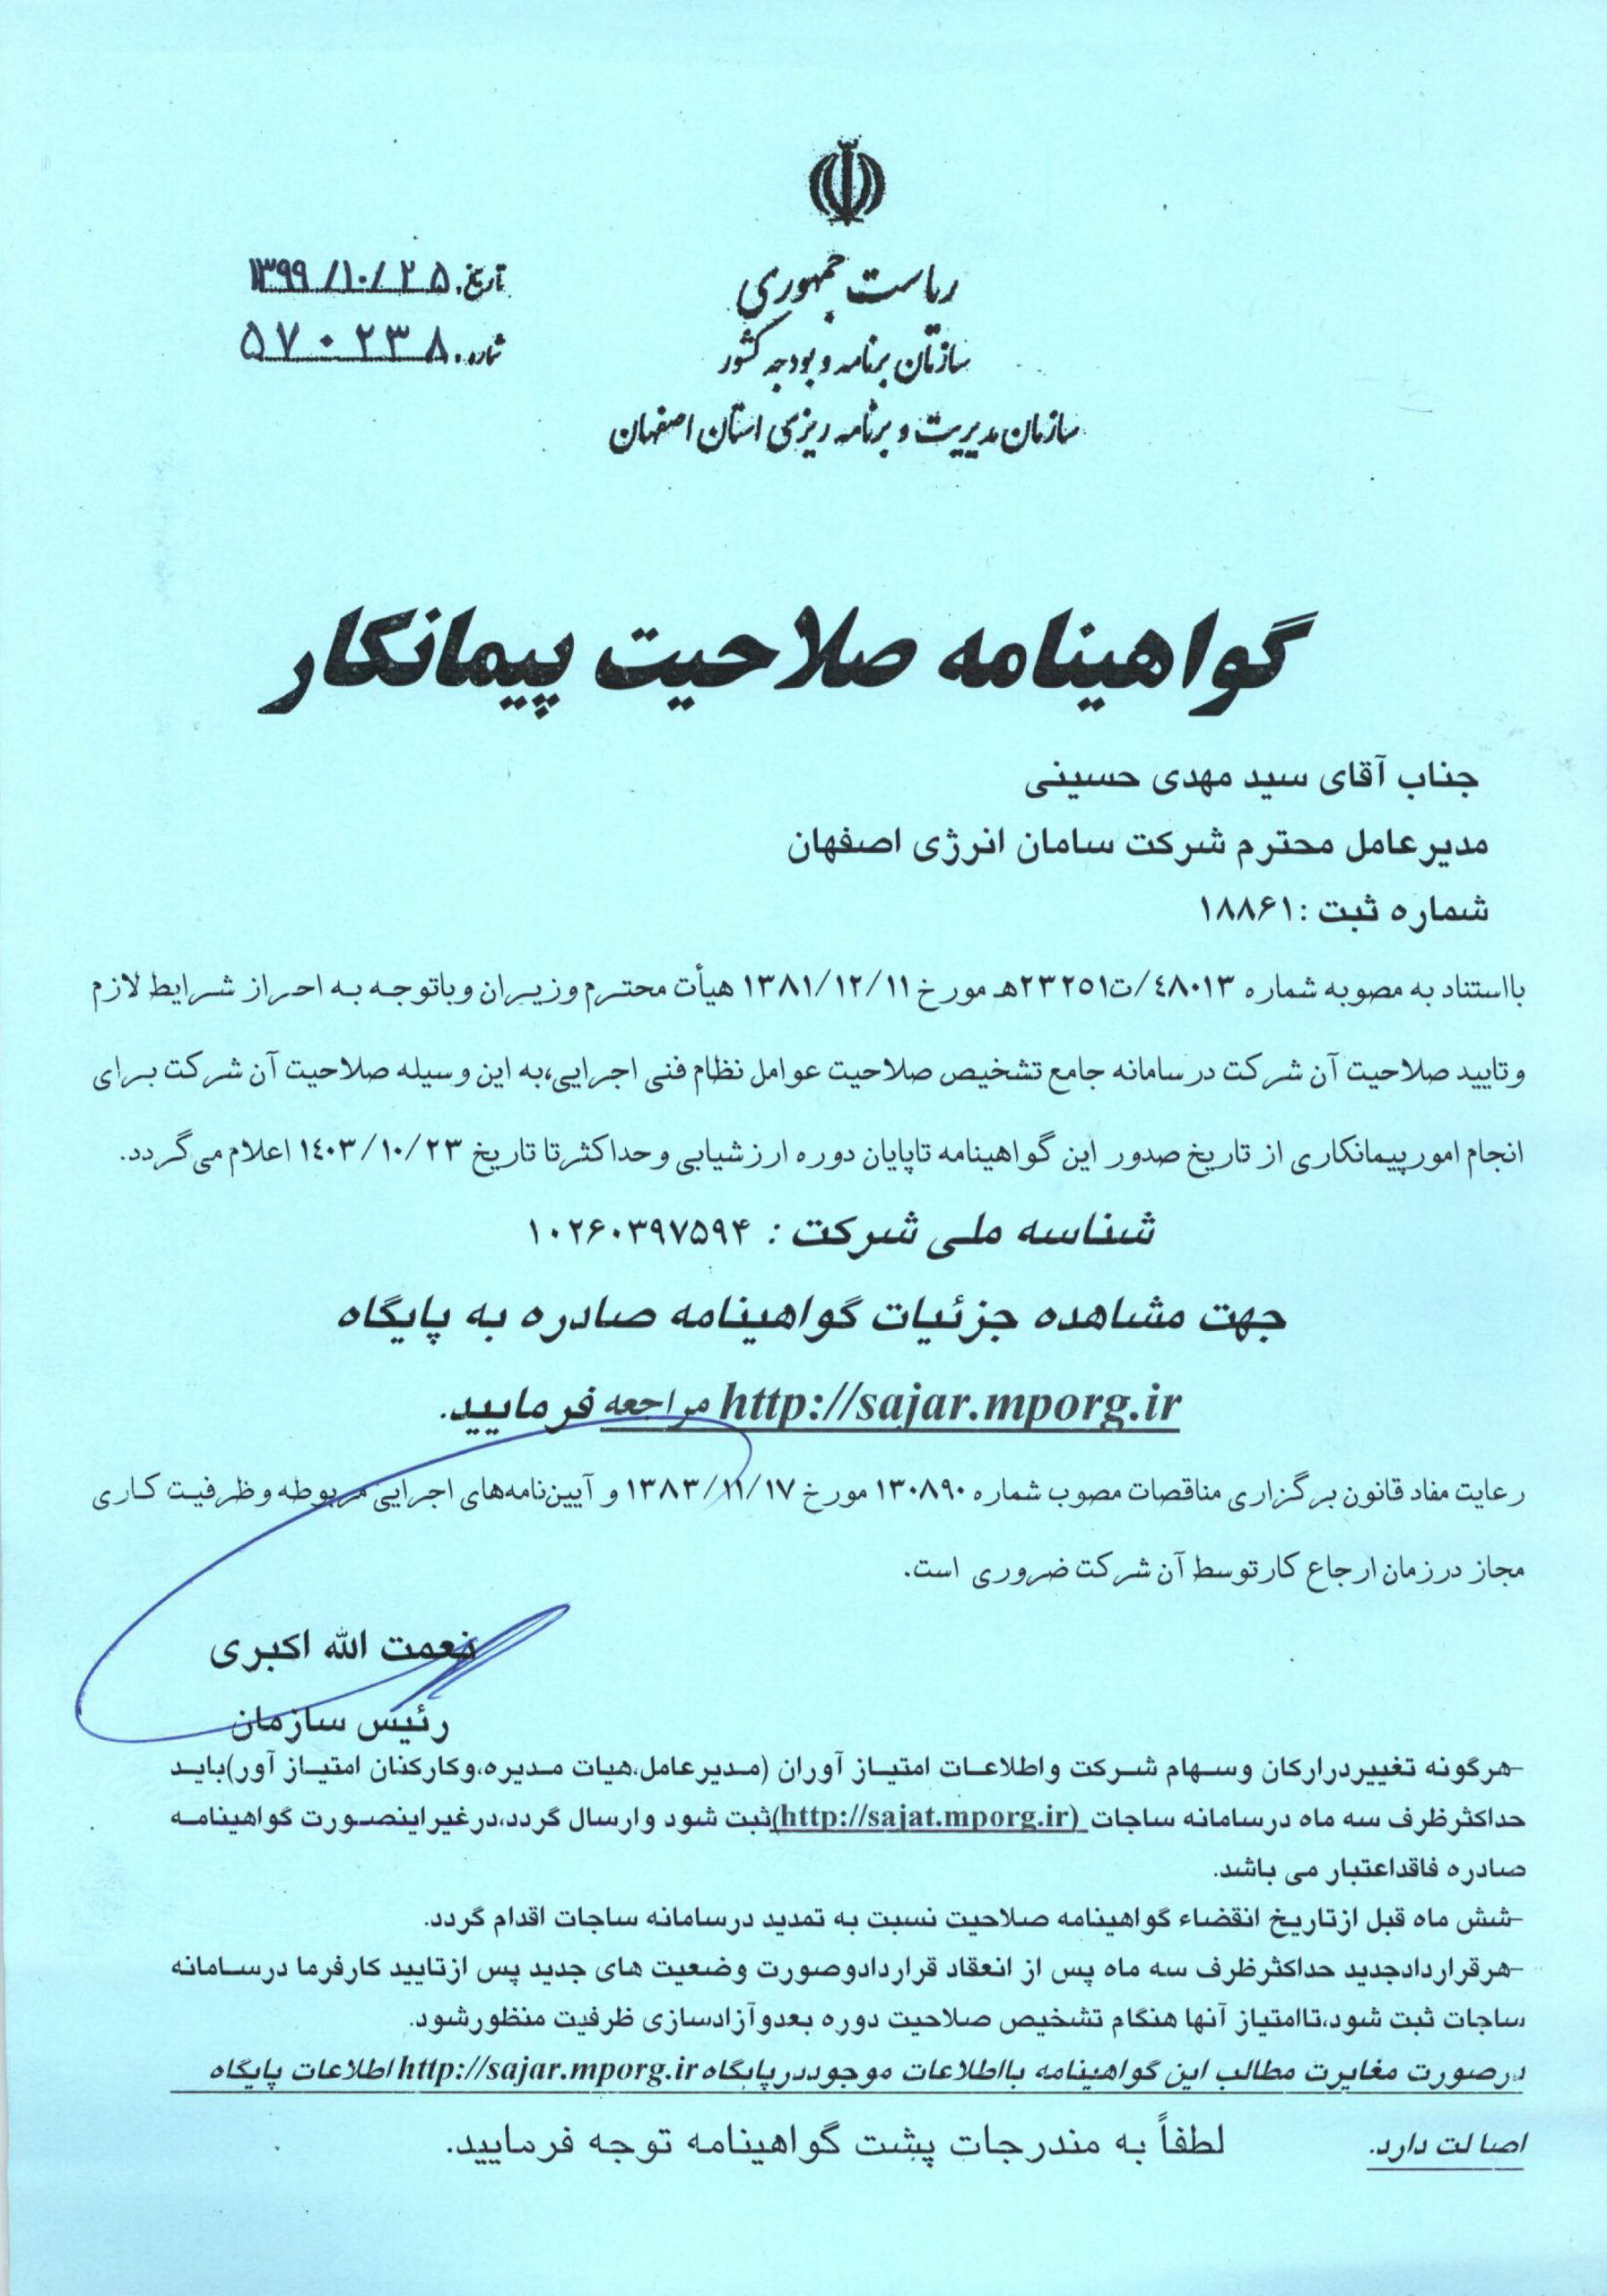 ریاست جمهوری
سازمان برنامه و بودجه کشور
سازمان مدیریت و برنامه ریزی استان اصفهان
تاریخ: ۱۳۹۹/۱۰/۲۵
شماره: ۵۷۰۲۳۸
گواهینامه صلاحیت پیمانکار
جناب آقای سید مهدی حسینی
مدیرعامل محترم شرکت سامان انرژی اصفهان
شماره ثبت :۱۸۸۶۱
بااستناد به مصوبه شماره ۴۸۰۱۳/ت۲۳۲۵۱هـ مورخ ۱۳۸۱/۱۲/۱۱ هیأت محترم وزیران وباتوجه به احراز شرایط لازم
وتایید صلاحیت آن شرکت در سامانه جامع تشخیص صلاحیت عوامل نظام فنی اجرایی،به این وسیله صلاحیت آن شرکت برای
انجام امورپیمانکاری از تاریخ صدور این گواهینامه تاپایان دوره ارزشیابی وحداکثرتا تاریخ ۱۴۰۳/۱۰/۲۳ اعلام می‌گردد.
شناسه ملی شرکت : ۱۰۲۶۰۳۹۷۵۹۴
جهت مشاهده جزئیات گواهینامه صادره به پایگاه
http://sajar.mporg.ir مراجعه فرمایید.
رعایت مفاد قانون برگزاری مناقصات مصوب شماره ۱۳۰۸۹۰ مورخ ۱۳۸۳/۱۱/۱۷ و آیین‌نامه‌های اجرایی مربوطه وظرفیت کاری
مجاز درزمان ارجاع کارتوسط آن شرکت ضروری است.
نعمت الله اکبری
رئیس سازمان
-هرگونه تغییردرارکان وسهام شرکت واطلاعات امتیاز آوران (مدیرعامل،هیات مدیره،وکارکنان امتیاز آور)باید
حداکثرظرف سه ماه درسامانه ساجات (http://sajat.mporg.ir)ثبت شود وارسال گردد،درغیراینصورت گواهینامه
صادره فاقداعتبار می باشد.
-شش ماه قبل ازتاریخ انقضاء گواهینامه صلاحیت نسبت به تمدید درسامانه ساجات اقدام گردد.
-هرقراردادجدید حداکثرظرف سه ماه پس از انعقاد قراردادوصورت وضعیت های جدید پس ازتایید کارفرما درسامانه
ساجات ثبت شود،تاامتیاز آنها هنگام تشخیص صلاحیت دوره بعدوآزادسازی ظرفیت منظورشود.
درصورت مغایرت مطالب این گواهینامه بااطلاعات موجوددرپایگاه http://sajar.mporg.ir اطلاعات پایگاه
اصالت دارد.
لطفاً به مندرجات پشت گواهینامه توجه فرمایید.